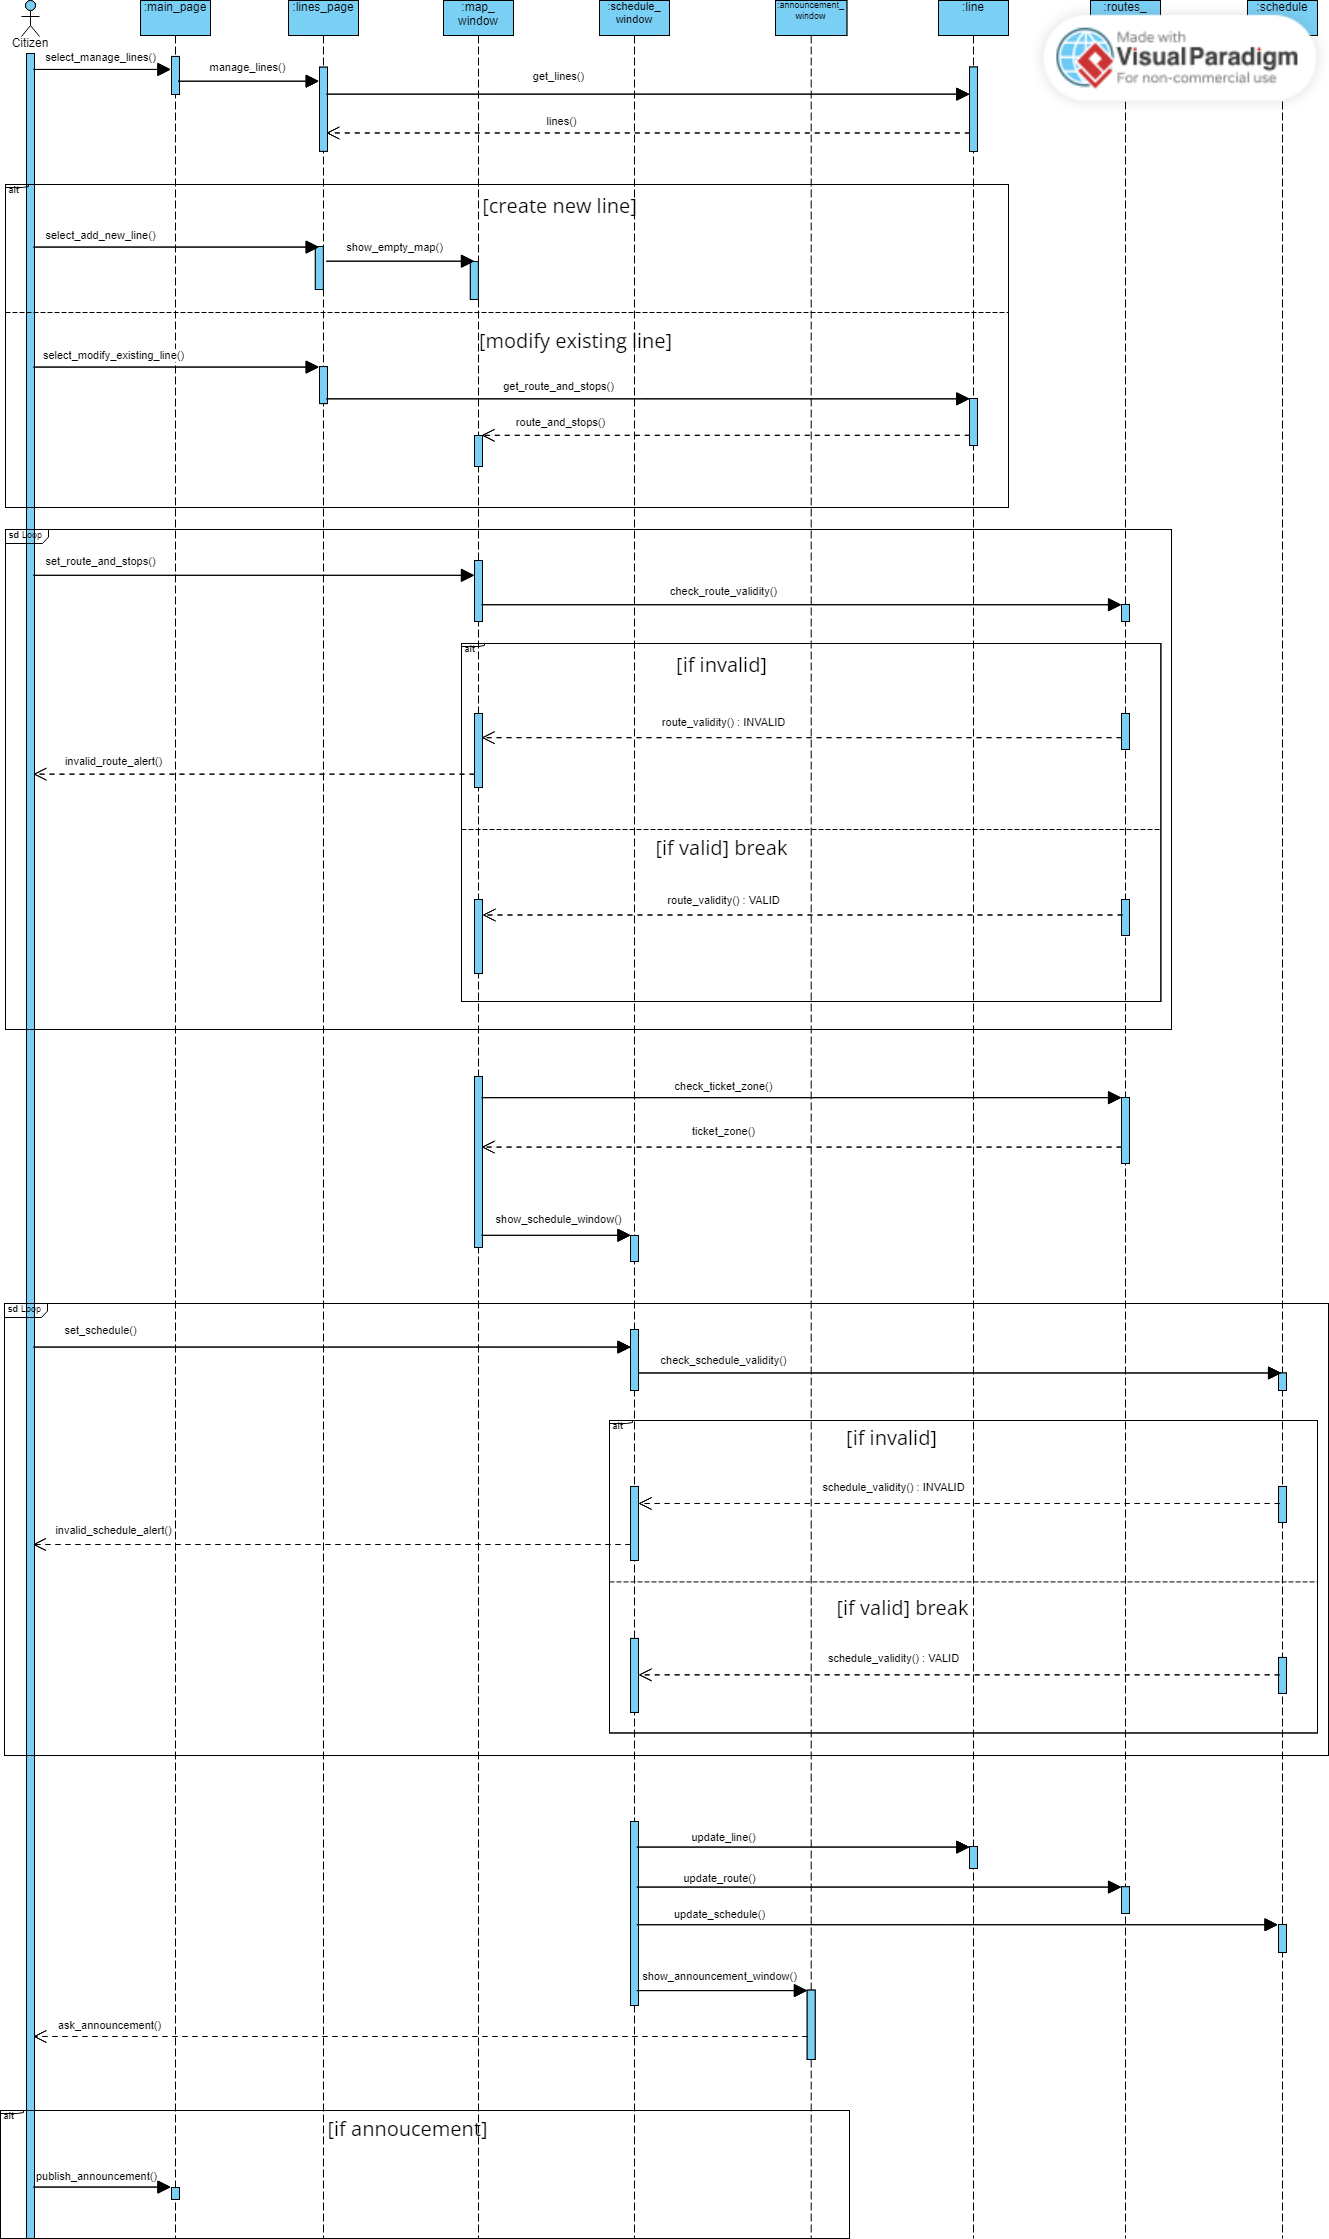 :main_page
:lines_page
:map_
window
:schedule_
window
:announcement_
window
:line
:routes_
:schedule
Made with
Visual Paradigm
For non-commercial use
Citizen
select_manage_lines()
manage_lines()
get_lines()
lines()
alt
[create new line]
select_add_new_line()
show_empty_map()
[modify existing line]
select_modify_existing_line()
get_route_and_stops()
route_and_stops()
sd Loop
set_route_and_stops()
check_route_validity()
alt
[if invalid]
route_validity() : INVALID
invalid_route_alert()
[if valid] break
route_validity() : VALID
check_ticket_zone()
ticket_zone()
show_schedule_window()
sd Loop
set_schedule()
check_schedule_validity()
alt
[if invalid]
schedule_validity() : INVALID
invalid_schedule_alert()
[if valid] break
schedule_validity() : VALID
update_line()
update_route()
update_schedule()
show_announcement_window()
ask_announcement()
alt
[if annoucement]
publish_announcement()